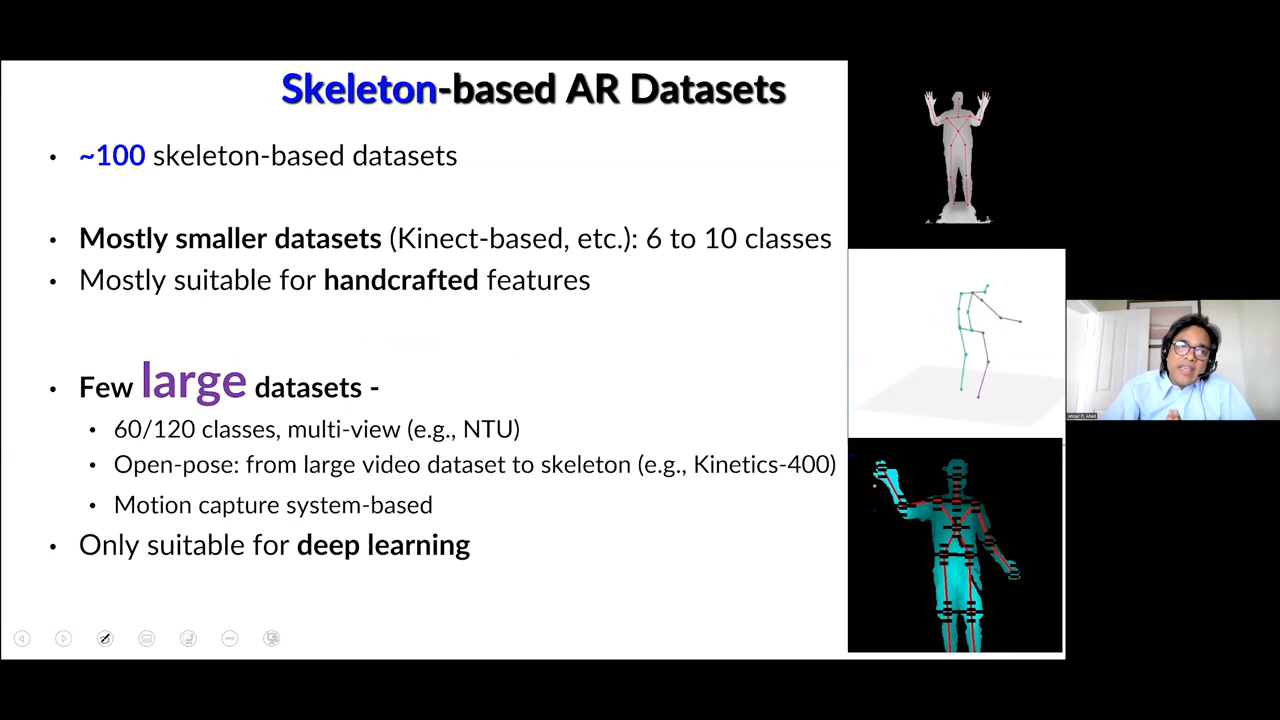 Skeleton-based AR Datasets
• ~100 skeleton-based datasets
• Mostly smaller datasets (Kinect-based, etc.): 6 to 10 classes
• Mostly suitable for handcrafted features
• Few large datasets -
• 60/120 classes, multi-view (e.g., NTU)
• Open-pose: from large video dataset to skeleton (e.g., Kinetics-400)
• Motion capture system-based
• Only suitable for deep learning
Atiqur R. Ahad